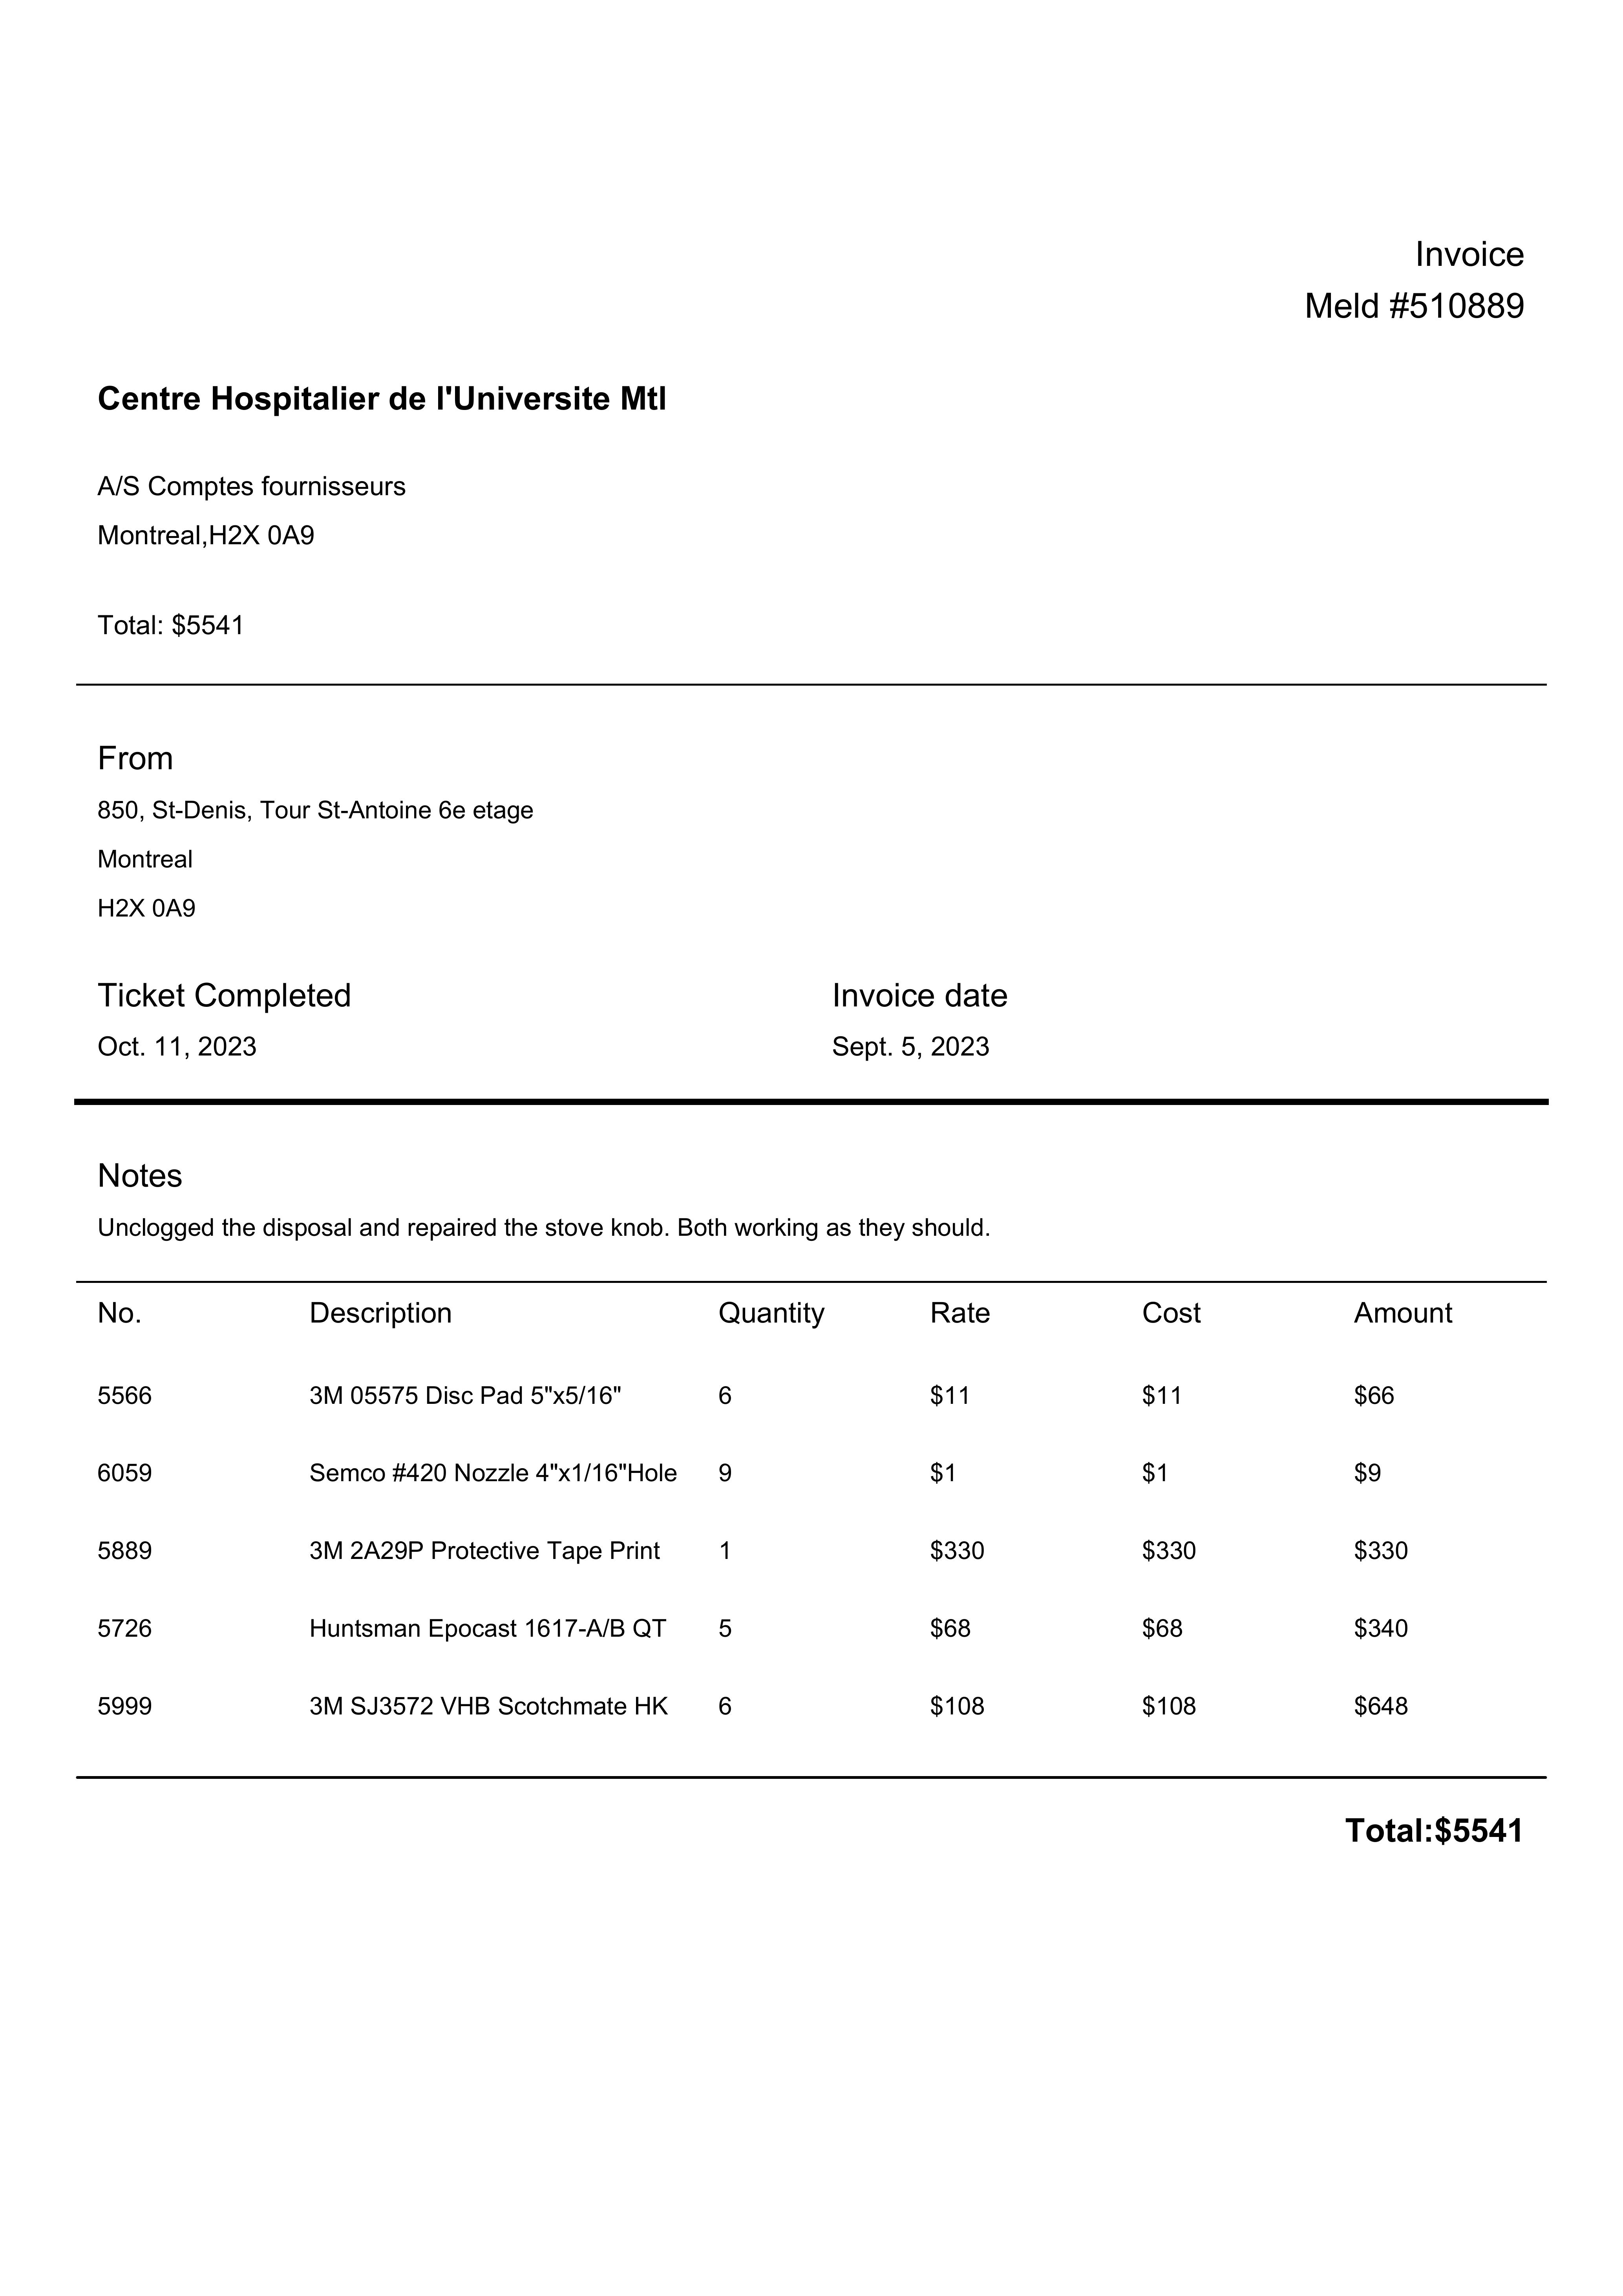 Invoice
Meld #510889
Centre Hospitalier de l'Universite Mtl
A/S Comptes fournisseurs
Montreal,H2X 0A9
Total: $5541
From
850, St-Denis, Tour St-Antoine 6e etage
Montreal
H2X 0A9
Ticket Completed Invoice date
Oct. 11, 2023 Sept. 5, 2023
Notes
Unclogged the disposal and repaired the stove knob. Both working as they should.
No. Description Quantity Rate Cost Amount
5566 3M 05575 Disc Pad 5"x5/16" 6 $11 $11 $66
6059 Semco #420 Nozzle 4"x1/16"Hole 9 $1 $1 $9
5889 3M 2A29P Protective Tape Print 1 $330 $330 $330
5726 Huntsman Epocast 1617-A/B QT 5 $68 $68 $340
5999 3M SJ3572 VHB Scotchmate HK 6 $108 $108 $648
Total:$5541